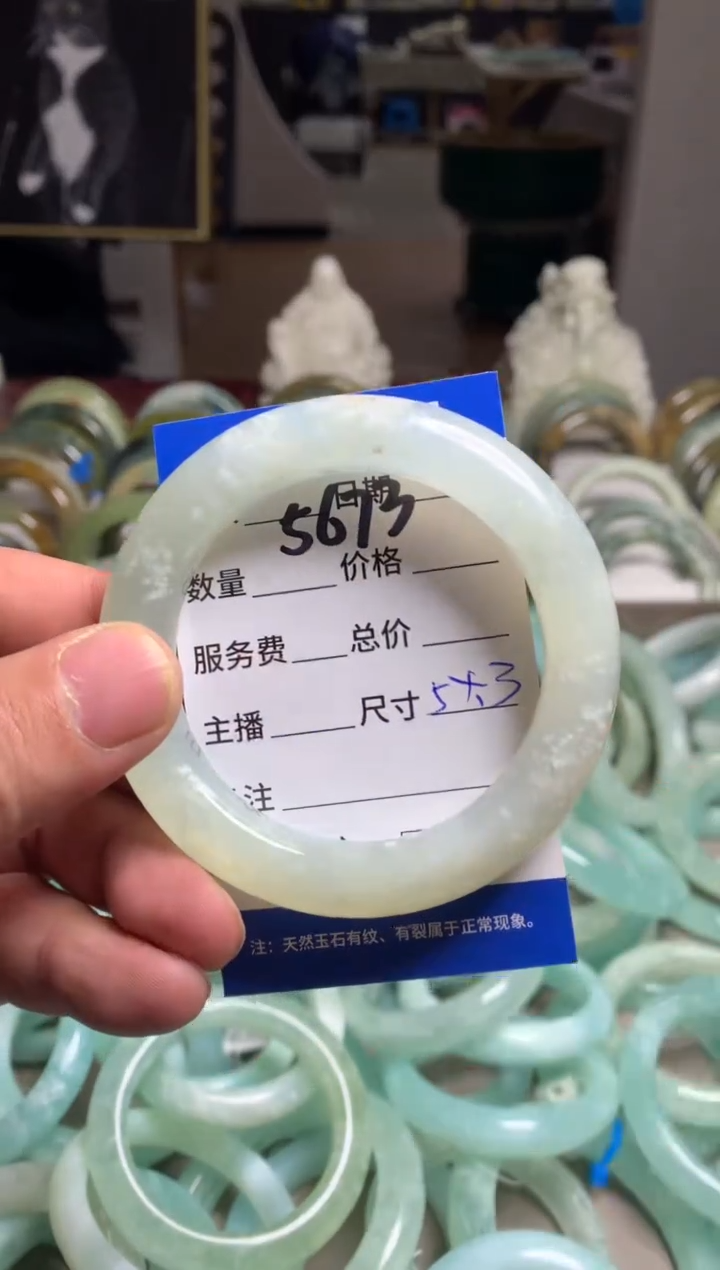 日期
5673
数量 价格
服务费 总价
主播 尺寸 54.3
注
注：天然玉石有纹、有裂属于正常现象。